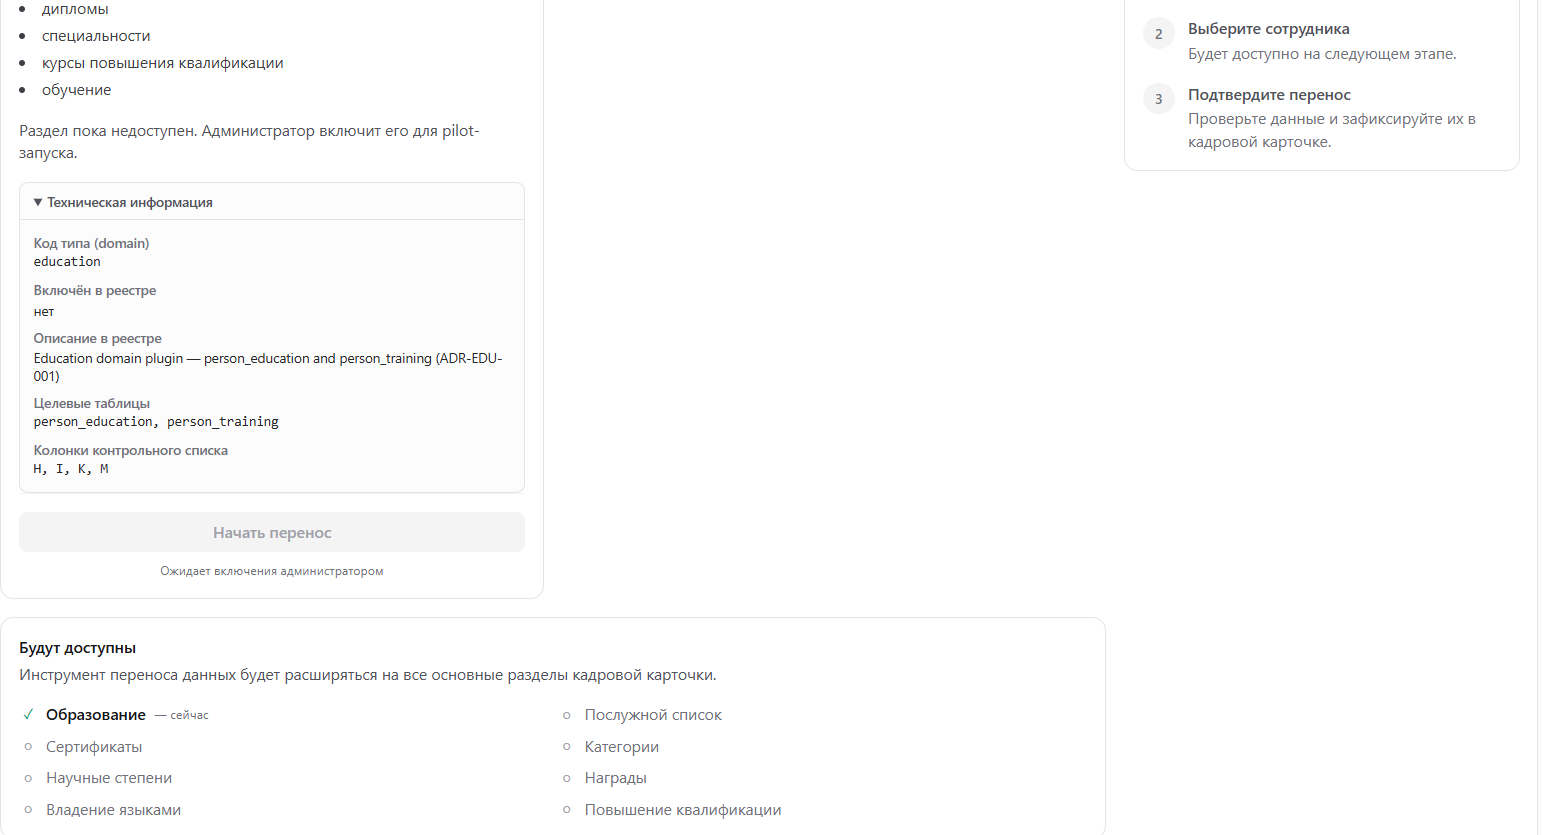 дипломы
специальности
курсы повышения квалификации
обучение
Раздел пока недоступен. Администратор включит его для pilot-
запуска.
▼ Техническая информация
Код типа (domain)
education
Включён в реестре
нет
Описание в реестре
Education domain plugin — person_education and person_training (ADR-EDU-
001)
Целевые таблицы
person_education, person_training
Колонки контрольного списка
H, I, K, M
Начать перенос
Ожидает включения администратором
2 Выберите сотрудника
Будет доступно на следующем этапе.
3 Подтвердите перенос
Проверьте данные и зафиксируйте их в
кадровой карточке.
Будут доступны
Инструмент переноса данных будет расширяться на все основные разделы кадровой карточки.
✓ Образование — сейчас
Сертификаты
Научные степени
Владение языками
Послужной список
Категории
Награды
Повышение квалификации